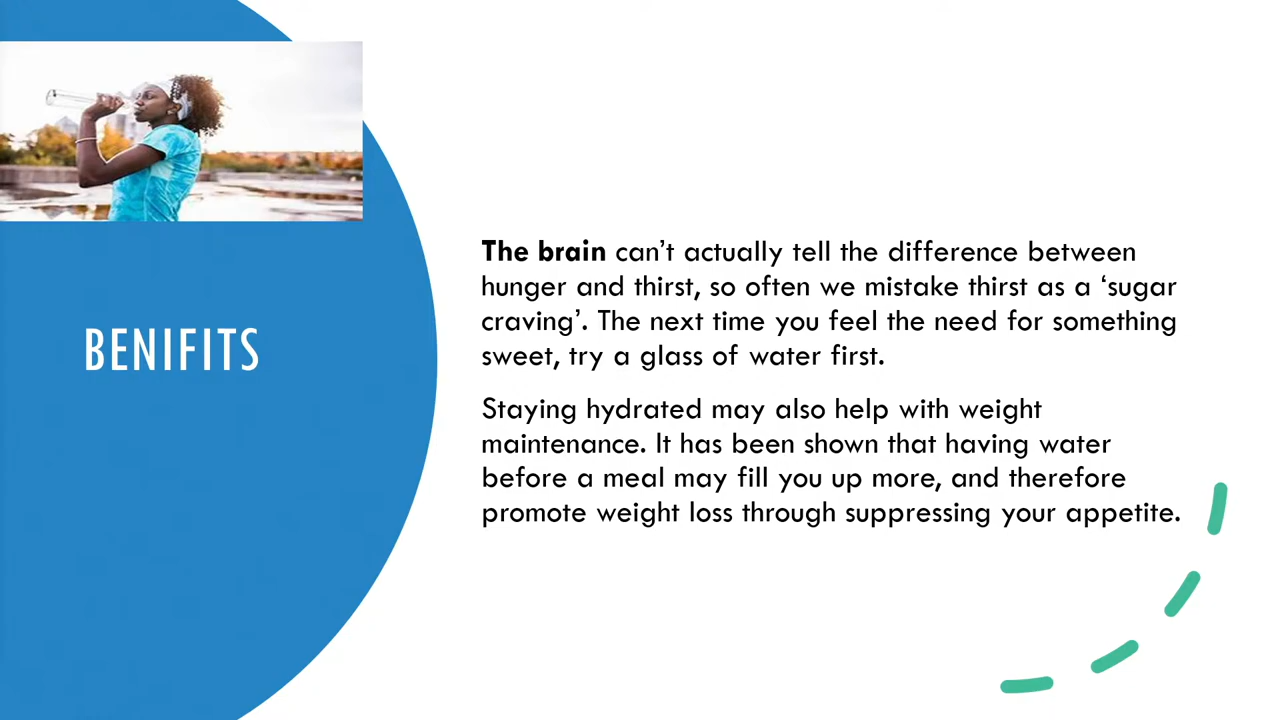 BENIFITS
The brain can’t actually tell the difference between
hunger and thirst, so often we mistake thirst as a ‘sugar
craving’. The next time you feel the need for something
sweet, try a glass of water first.
Staying hydrated may also help with weight
maintenance. It has been shown that having water
before a meal may fill you up more, and therefore
promote weight loss through suppressing your appetite.